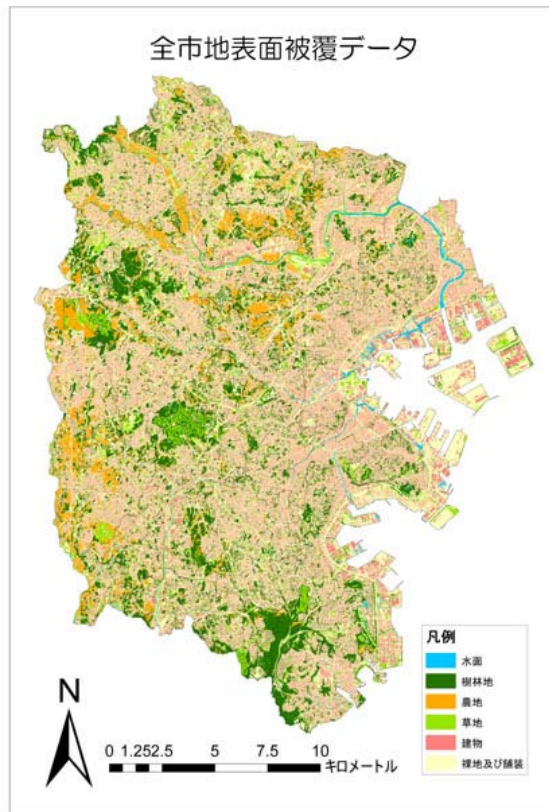 全市地表面被覆データ
凡例
水面
樹林地
農地
草地
建物
裸地及び舗装
N
0 1.252.5 5 7.5 10
キロメートル